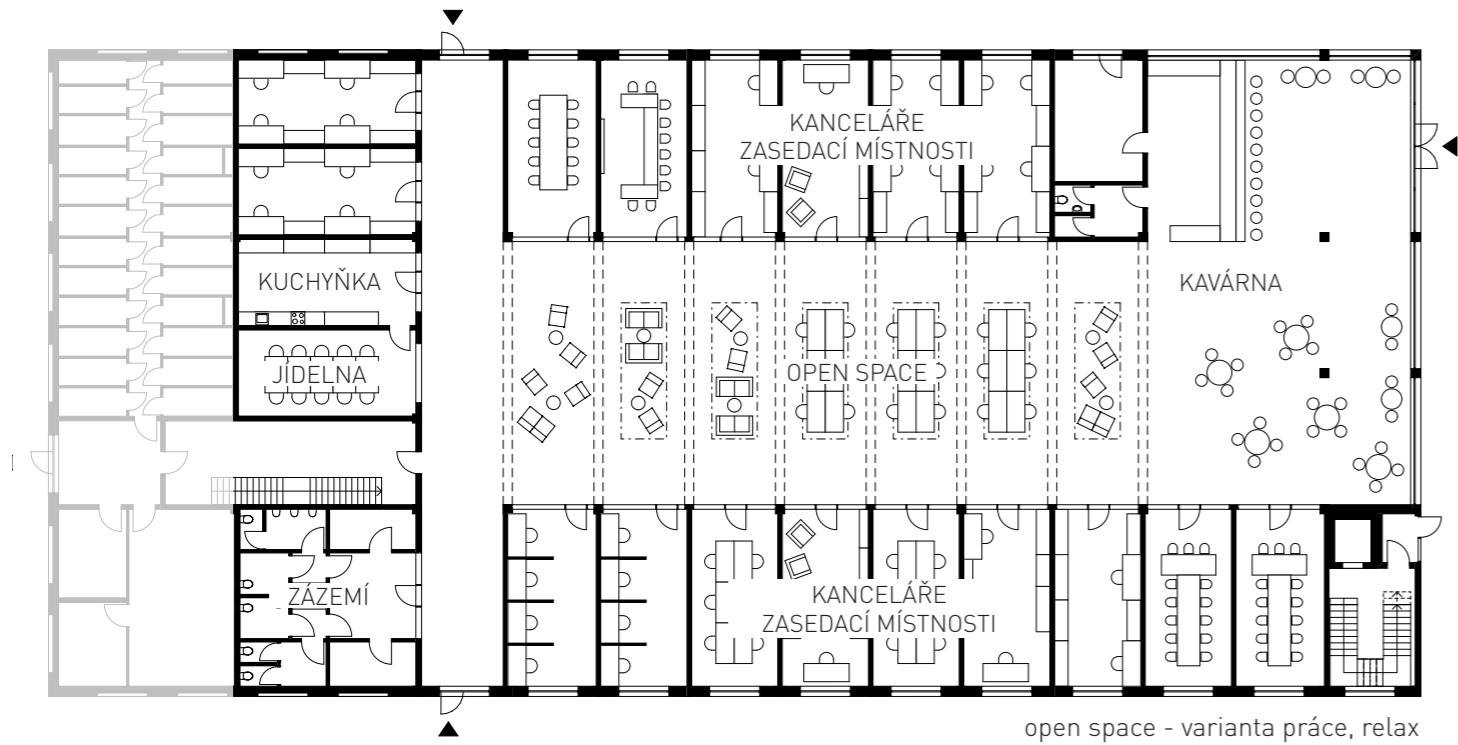 KANCELÁŘE
ZASEDACÍ MÍSTNOSTI
KUCHYŇKA
KAVÁRNA
JÍDELNA
OPEN SPACE
ZÁZEMÍ
KANCELÁŘE
ZASEDACÍ MÍSTNOSTI
open space - varianta práce, relax